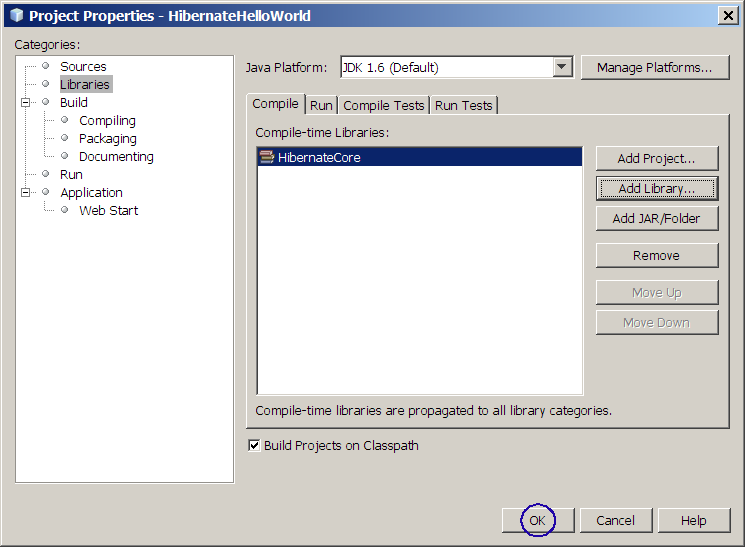 Project Properties - HibernateHelloWorld
Categories:
Sources
Libraries
Build
Compiling
Packaging
Documenting
Run
Application
Web Start
Java Platform: JDK 1.6 (Default) Manage Platforms...
Compile Run Compile Tests Run Tests
Compile-time Libraries:
HibernateCore
Add Project...
Add Library...
Add JAR/Folder
Remove
Move Up
Move Down
Compile-time libraries are propagated to all library categories.
Build Projects on Classpath
OK Cancel Help